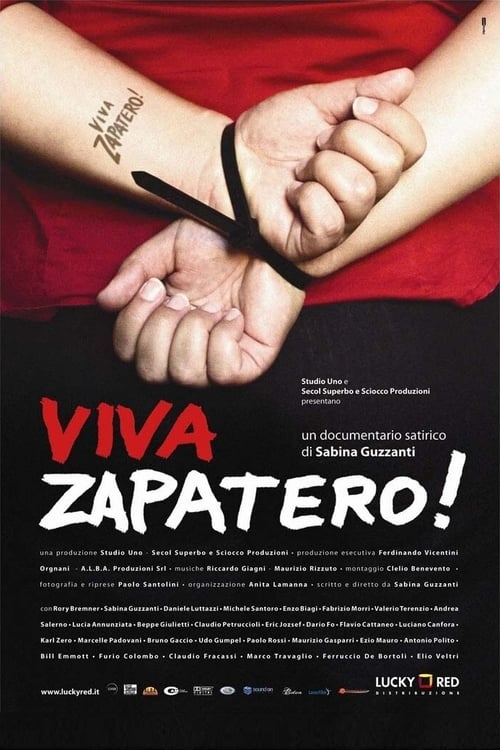 VIVA
ZAPATERO!
Studio Uno e
Secol Superbo e Sciocco Produzioni
presentano
un documentario satirico
di Sabina Guzzanti
VIVA
ZAPATERO!
una produzione Studio Uno - Secol Superbo e Sciocco Produzioni • produzione esecutiva Ferdinando Vicentini
Orgnani • A.L.B.A. Produzioni Srl • musiche Riccardo Giagni - Maurizio Rizzuto • montaggio Clelio Benevento •
fotografia e riprese Paolo Santolini • organizzazione Anita Lamanna • scritto e diretto da Sabina Guzzanti
con Rory Bremner • Sabina Guzzanti • Daniele Luttazzi • Michele Santoro • Enzo Biagi • Fabrizio Morri • Valerio Terenzio • Andrea
Salerno • Lucia Annunziata • Beppe Giulietti • Claudio Petruccioli • Eric Jozsef • Dario Fo • Flavio Cattaneo • Luciano Canfora •
Karl Zero • Marcelle Padovani • Bruno Gaccio • Udo Gumpel • Paolo Rossi • Maurizio Gasparri • Ezio Mauro • Antonio Polito •
Bill Emmott • Furio Colombo • Claudio Fracassi • Marco Travaglio • Ferruccio De Bortoli • Elio Veltri
www.luckyred.it
LUCKY RED
DISTRIBUZIONE